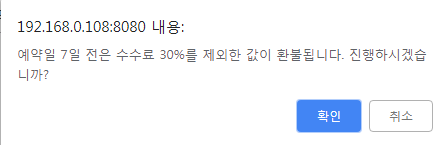 192.168.0.108:8080 내용:
예약일 7일 전은 수수료 30%를 제외한 값이 환불됩니다. 진행하시겠습
니까?
확인 취소